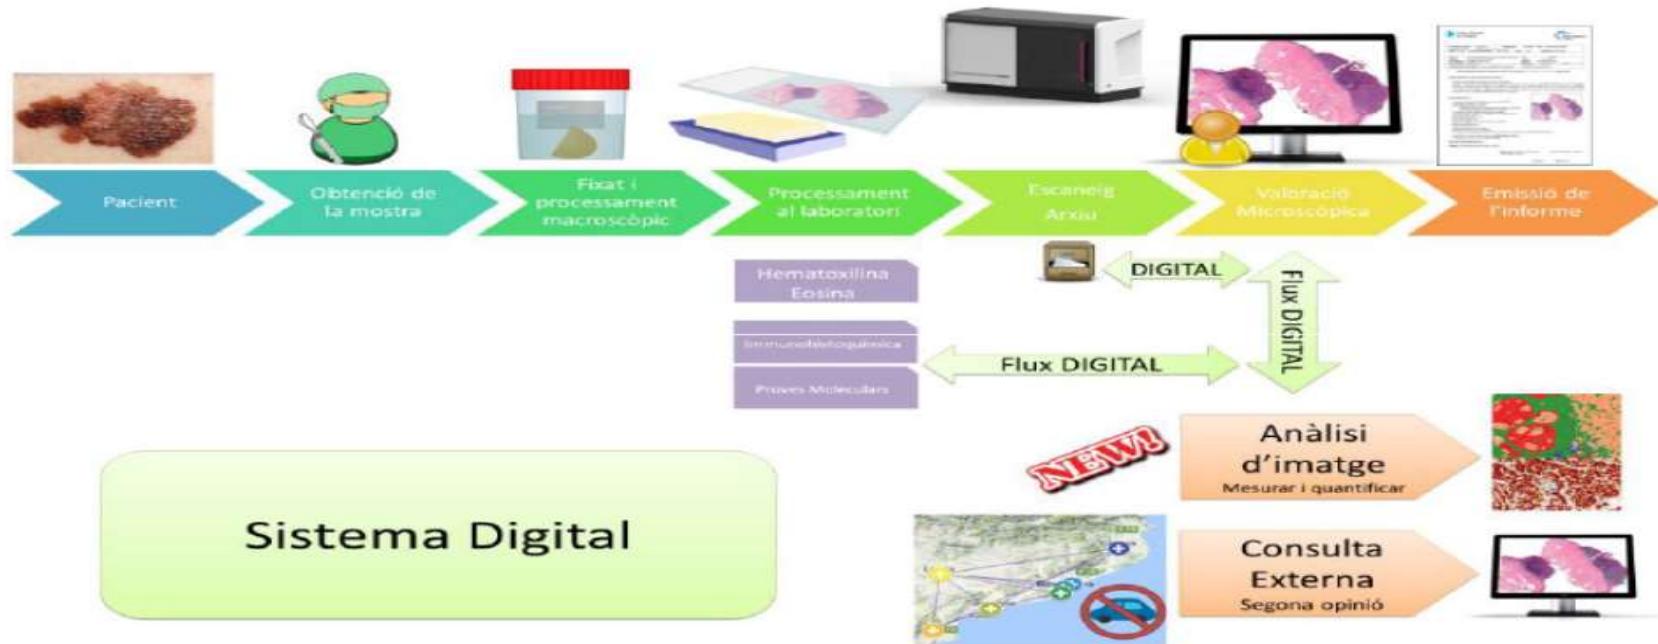 Pacient
Obtenció de
la mostra
Fixat i
processament
macroscòpic
Processament
al laboratori
Escaneig
Arxiu
Valoració
Microscòpica
Emissió de
l'informe
Hematoxilina
Eosina
DIGITAL
Flux DIGITAL
Immunohistoquímica
Flux DIGITAL
Proves Moleculars
NEW!
Anàlisi
d'imatge
Mesurar i quantificar
Sistema Digital
Consulta
Externa
Segona opinió